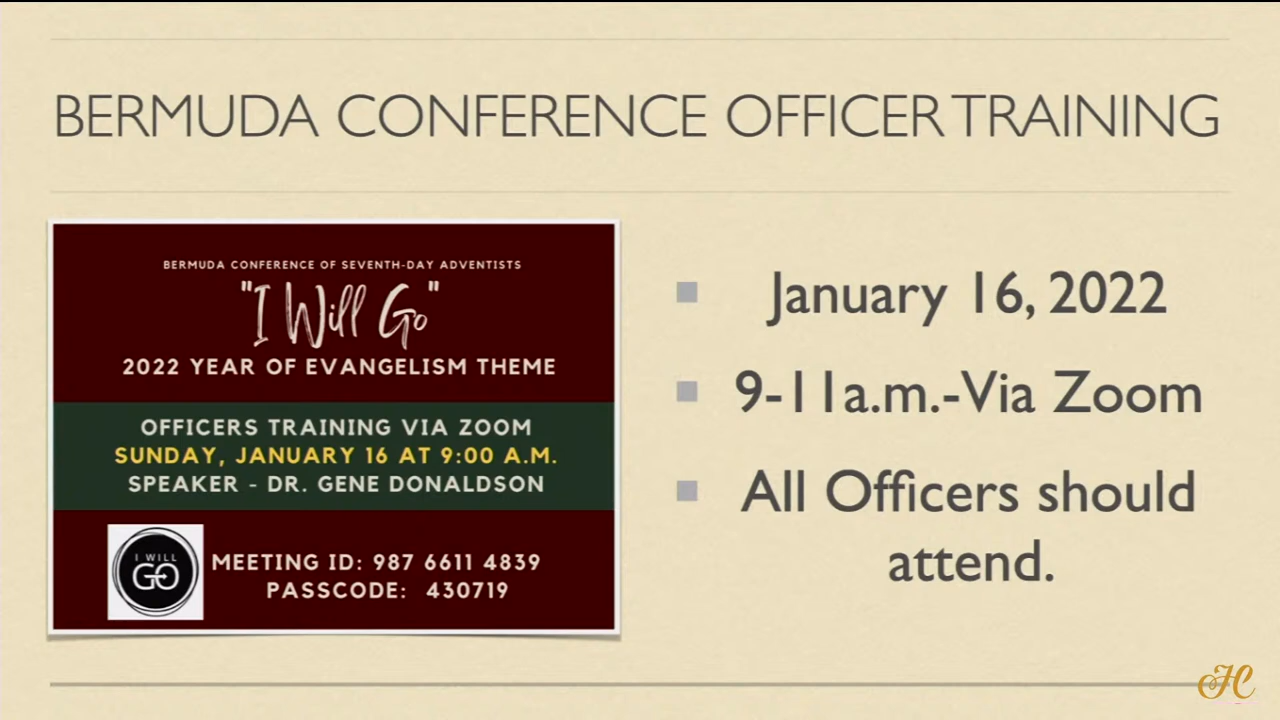 BERMUDA CONFERENCE OFFICER TRAINING
BERMUDA CONFERENCE OF SEVENTH-DAY ADVENTISTS
"I Will Go"
2022 YEAR OF EVANGELISM THEME
OFFICERS TRAINING VIA ZOOM
SUNDAY, JANUARY 16 AT 9:00 A.M.
SPEAKER - DR. GENE DONALDSON
I WILL
GO
MEETING ID: 987 6611 4839
PASSCODE: 430719
January 16, 2022
9-11a.m.-Via Zoom
All Officers should
attend.
HC